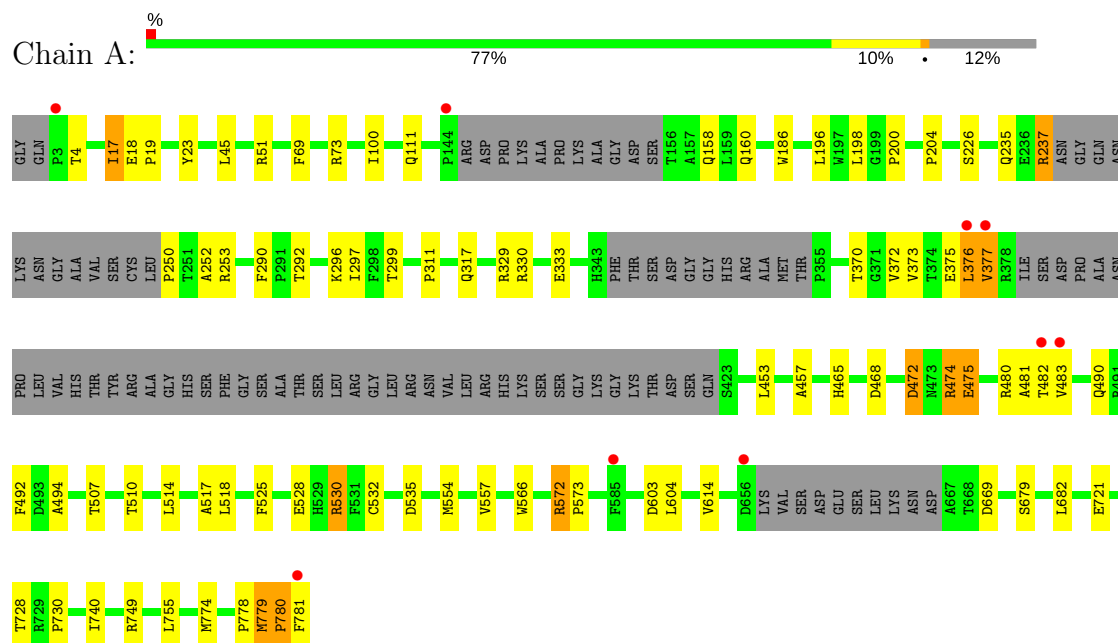 %
Chain A:
77% 10% • 12%
GLY GLN P3 T4 I17 E18 P19 Y23 L45 R51 F69 R73 I100 Q111 P144 ARG ASP PRO LYS ALA PRO LYS ALA GLY ASP SER T156 A157 Q158 L159 Q160 W186 L196 W197 L198 G199 P200 P204 S226 Q235 E236 R237 ASN GLY GLN ASN
LYS ASN GLY ALA VAL SER CYS LEU P250 T251 A252 R253 F290 P291 T292 K296 I297 F298 T299 P311 Q317 R329 R330 E333 H343 PHE THR SER ASP GLY GLY HIS ARG ALA MET THR P355 T370 G371 V372 V373 T374 E375 L376 V377 R378 ILE SER ASP PRO ALA ASN
PRO LEU VAL HIS THR TYR ARG ALA GLY HIS SER PHE GLY SER ALA THR SER LEU ARG GLY LEU ARG ASN VAL LEU ARG HIS LYS SER SER GLY LYS GLY LYS THR ASP SER GLN S423 L453 A457 H465 D468 D472 N473 R474 E475 R480 A481 T482 V483 Q490
F492 D493 A494 T507 T510 L514 A517 L518 F525 E528 H529 R530 F531 C532 D535 M554 V557 W566 R572 P573 F585 D603 L604 V614 D656 LYS VAL SER ASP GLU SER LEU LYS ASN ASP A667 T668 D669 S679 L682 E721
T728 R729 P730 I740 R749 L755 M774 P778 M779 P780 F781